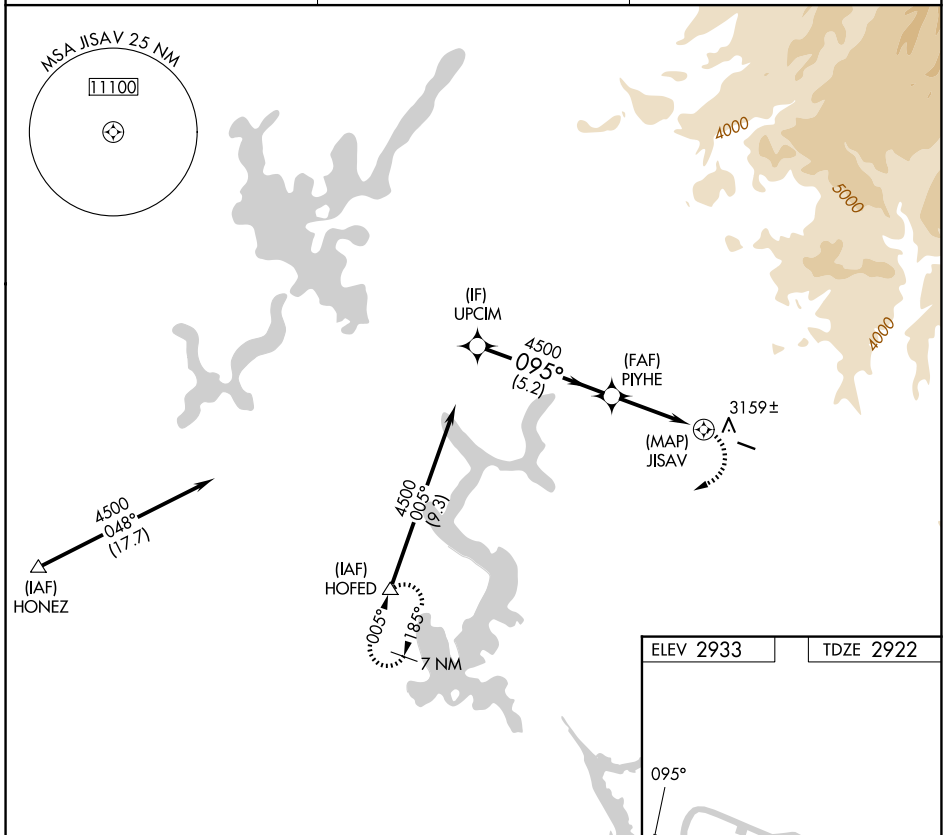 MSA JISAV 25 NM
11100
4000
5000
4000
(IF)
UPCIM
4500
095°
(5.2)
(FAF)
PIYHE
3159±
(MAP)
JISAV
4500
048°
(17.7)
(IAF)
HONEZ
4500
005°
(9.3)
(IAF)
HOFED
005°
185°
7 NM
ELEV 2933
TDZE 2922
095°